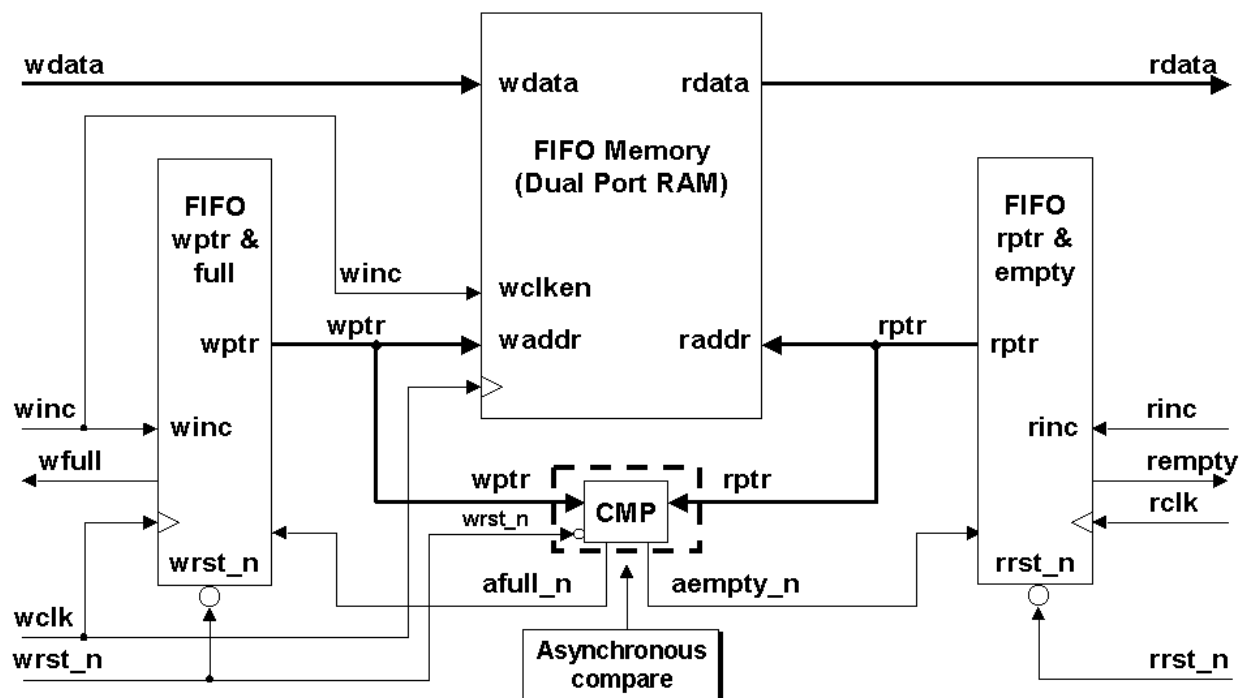 wdata
rdata
wdata
rdata
FIFO Memory
(Dual Port RAM)
FIFO
wptr &
full
FIFO
rptr &
empty
winc
wclken
wptr
wptr
waddr
raddr
rptr
rptr
winc
winc
rinc
rinc
wfull
rempty
wptr
rptr
CMP
wrst_n
rclk
wrst_n
rrst_n
afull_n
aempty_n
wclk
wrst_n
rrst_n
Asynchronous
compare